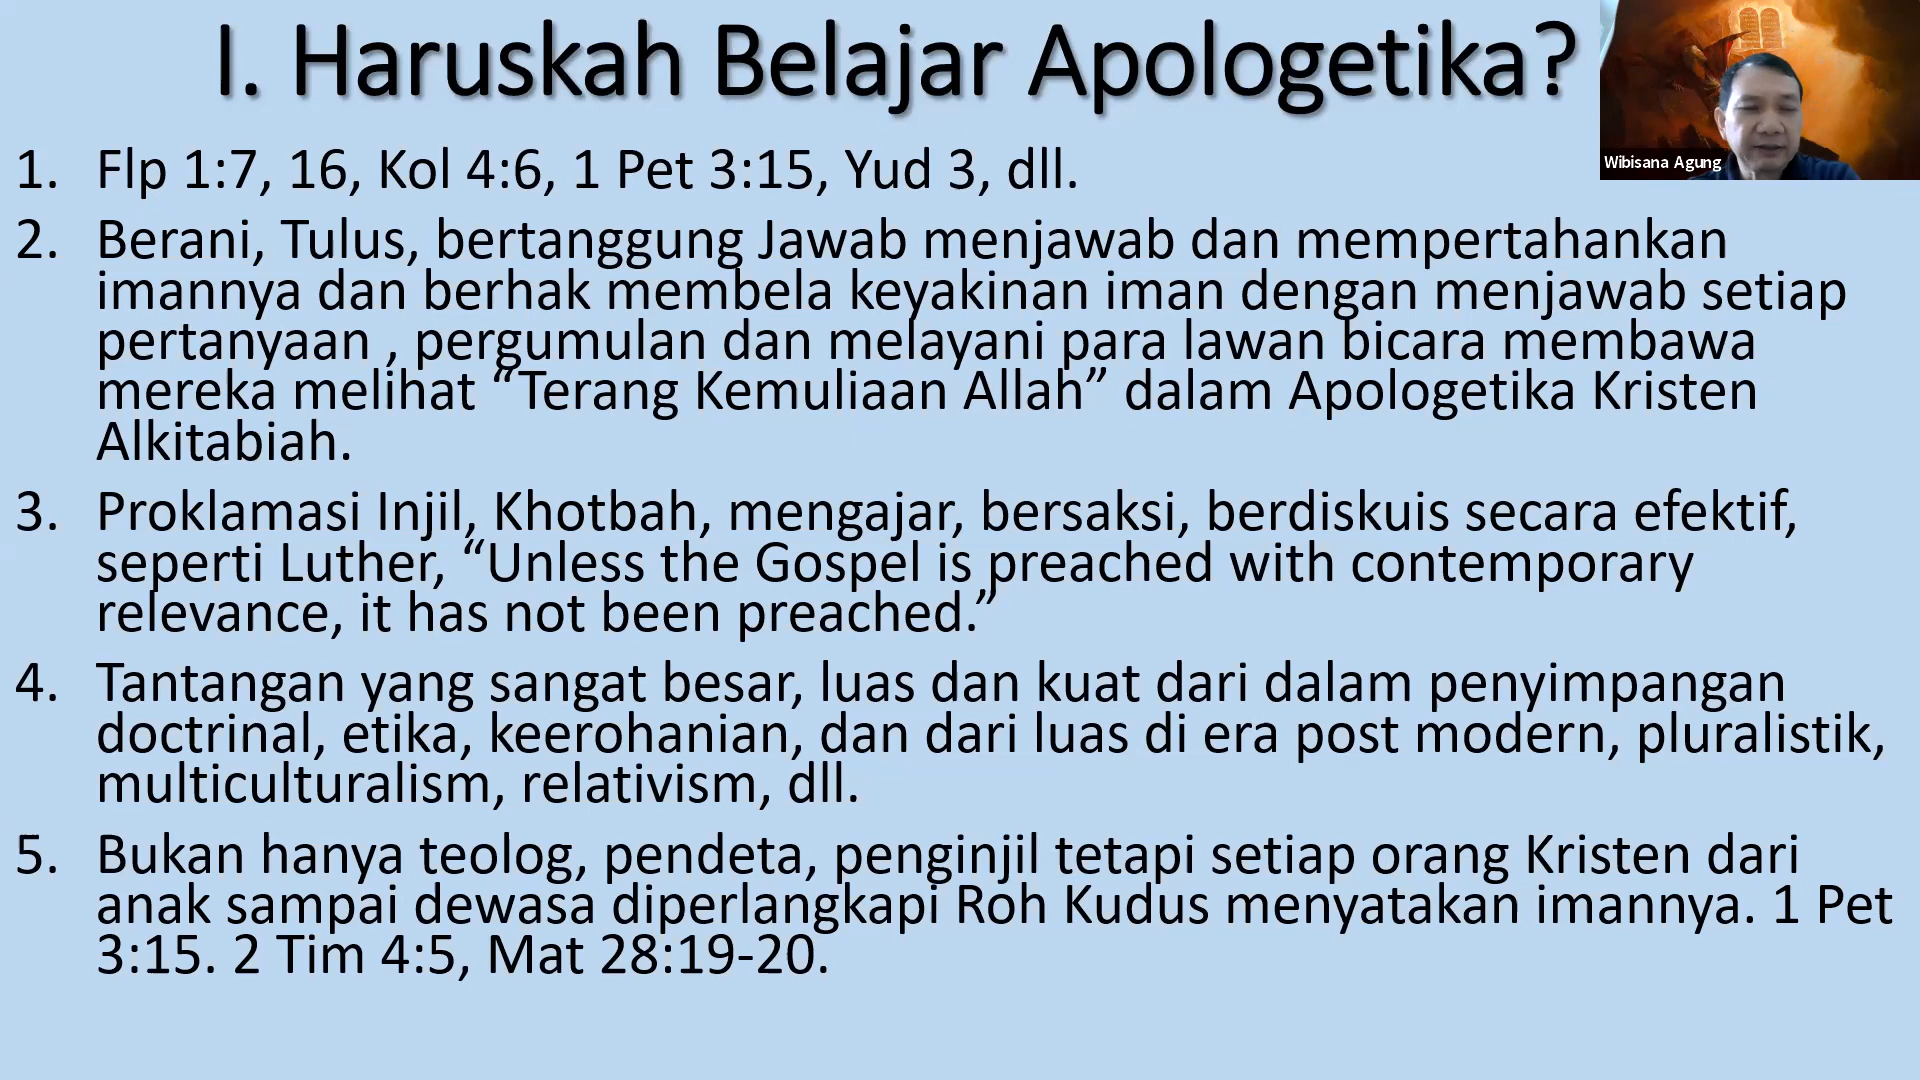 I. Haruskah Belajar Apologetika?
Wibisana Agung
1. Flp 1:7, 16, Kol 4:6, 1 Pet 3:15, Yud 3, dll.
2. Berani, Tulus, bertanggung Jawab menjawab dan mempertahankan
imannya dan berhak membela keyakinan iman dengan menjawab setiap
pertanyaan , pergumulan dan melayani para lawan bicara membawa
mereka melihat “Terang Kemuliaan Allah” dalam Apologetika Kristen
Alkitabiah.
3. Proklamasi Injil, Khotbah, mengajar, bersaksi, berdiskuis secara efektif,
seperti Luther, “Unless the Gospel is preached with contemporary
relevance, it has not been preached.”
4. Tantangan yang sangat besar, luas dan kuat dari dalam penyimpangan
doctrinal, etika, keerohanian, dan dari luas di era post modern, pluralistik,
multiculturalism, relativism, dll.
5. Bukan hanya teolog, pendeta, penginjil tetapi setiap orang Kristen dari
anak sampai dewasa diperlangkapi Roh Kudus menyatakan imannya. 1 Pet
3:15. 2 Tim 4:5, Mat 28:19-20.